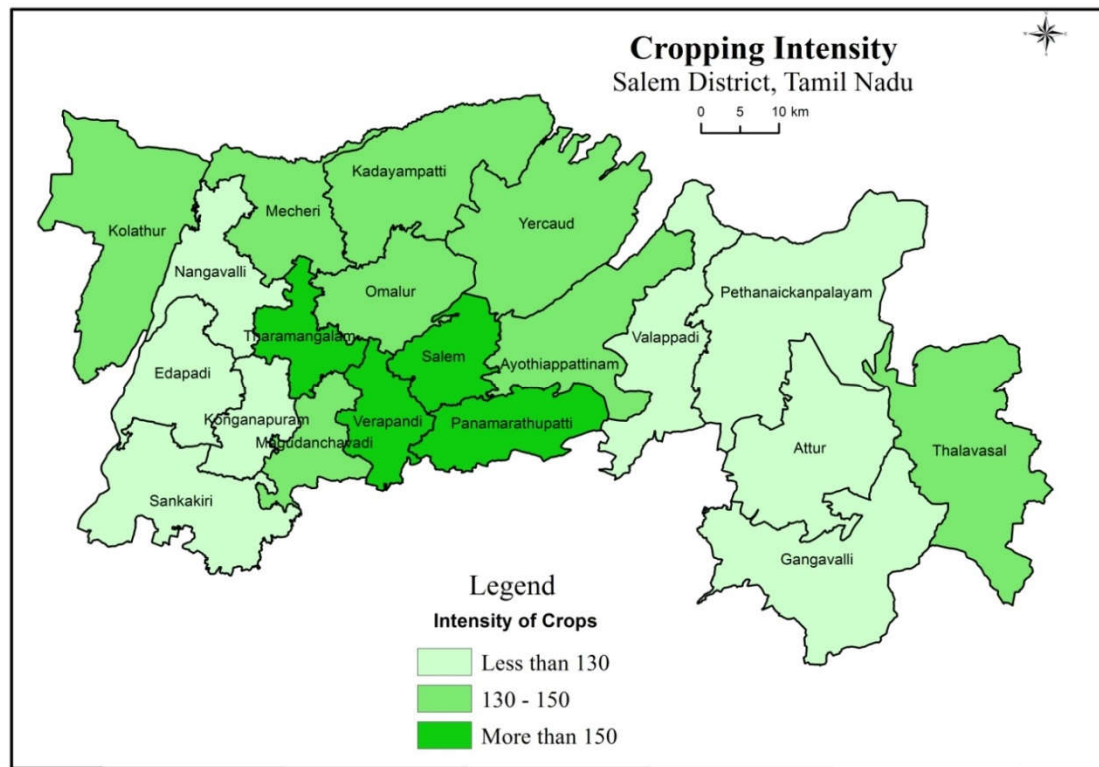 Cropping Intensity
Salem District, Tamil Nadu
0 5 10 km
Kadayampatti
Mecheri
Yercaud
Kolathur
Nangavalli
Omalur
Pethanaickanpalayam
Tharamangalam
Valappadi
Salem
Ayothiappattinam
Edapadi
Konganapuram
Verapandi
Panamarathupatti
Magudanchavadi
Attur
Thalavasal
Sankakiri
Gangavalli
Legend
Intensity of Crops
Less than 130
130 - 150
More than 150